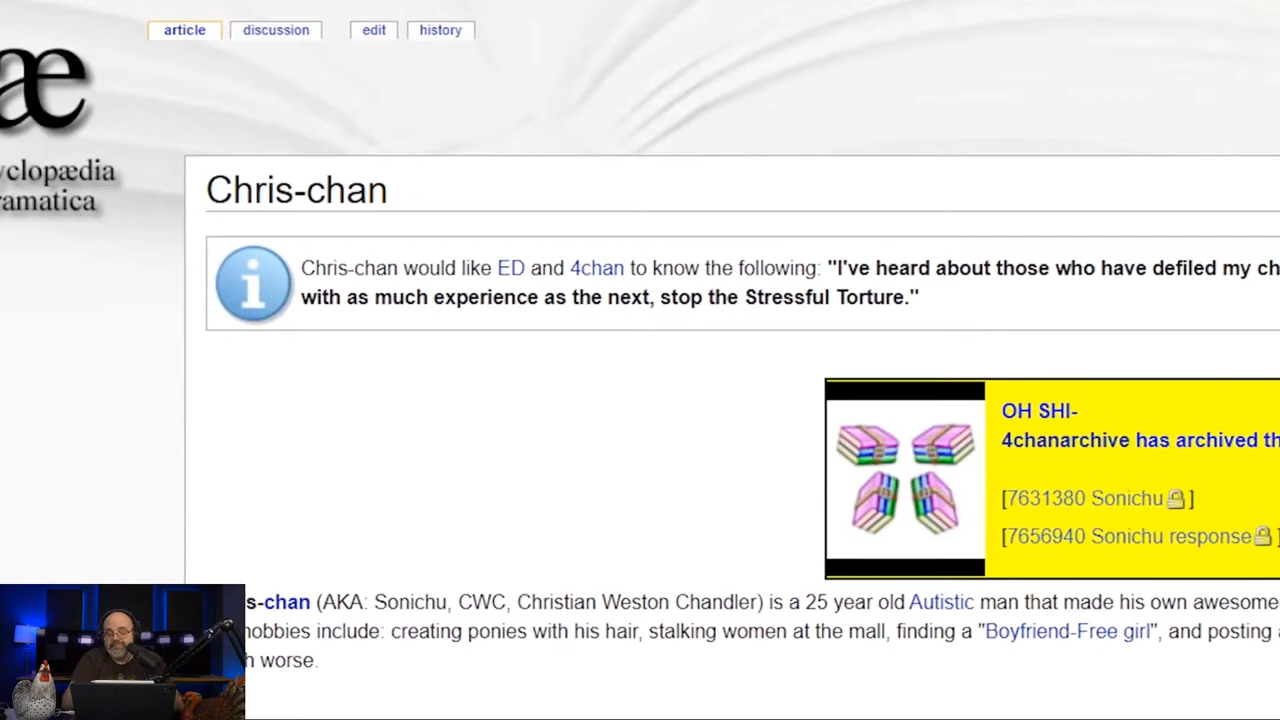 article discussion edit history
æ
yclopædia
ramatica
Chris-chan
Chris-chan would like ED and 4chan to know the following: "I've heard about those who have defiled my ch
with as much experience as the next, stop the Stressful Torture."
OH SHI-
4chanarchive has archived th
[7631380 Sonichu]
[7656940 Sonichu response]
s-chan (AKA: Sonichu, CWC, Christian Weston Chandler) is a 25 year old Autistic man that made his own awesome
hobbies include: creating ponies with his hair, stalking women at the mall, finding a "Boyfriend-Free girl", and posting a
h worse.